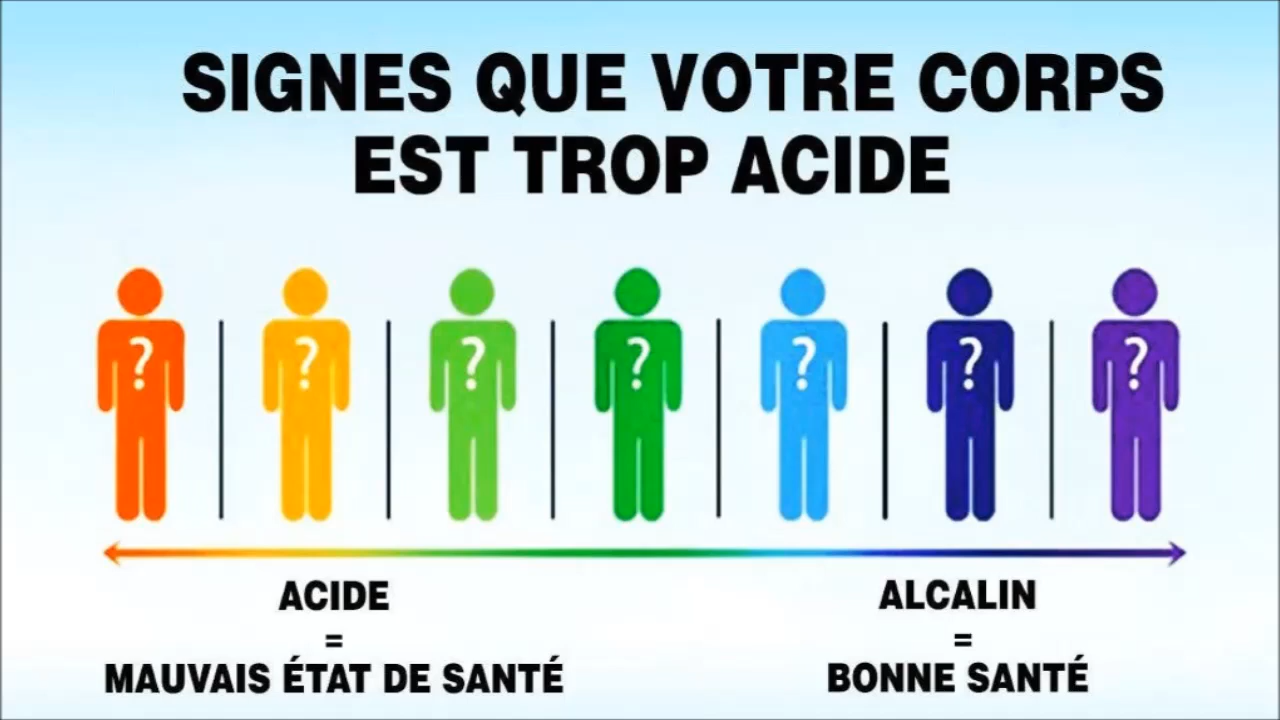 SIGNES QUE VOTRE CORPS
EST TROP ACIDE
? ? ? ? ? ? ?
ACIDE
=
MAUVAIS ÉTAT DE SANTÉ
ALCALIN
=
BONNE SANTÉ